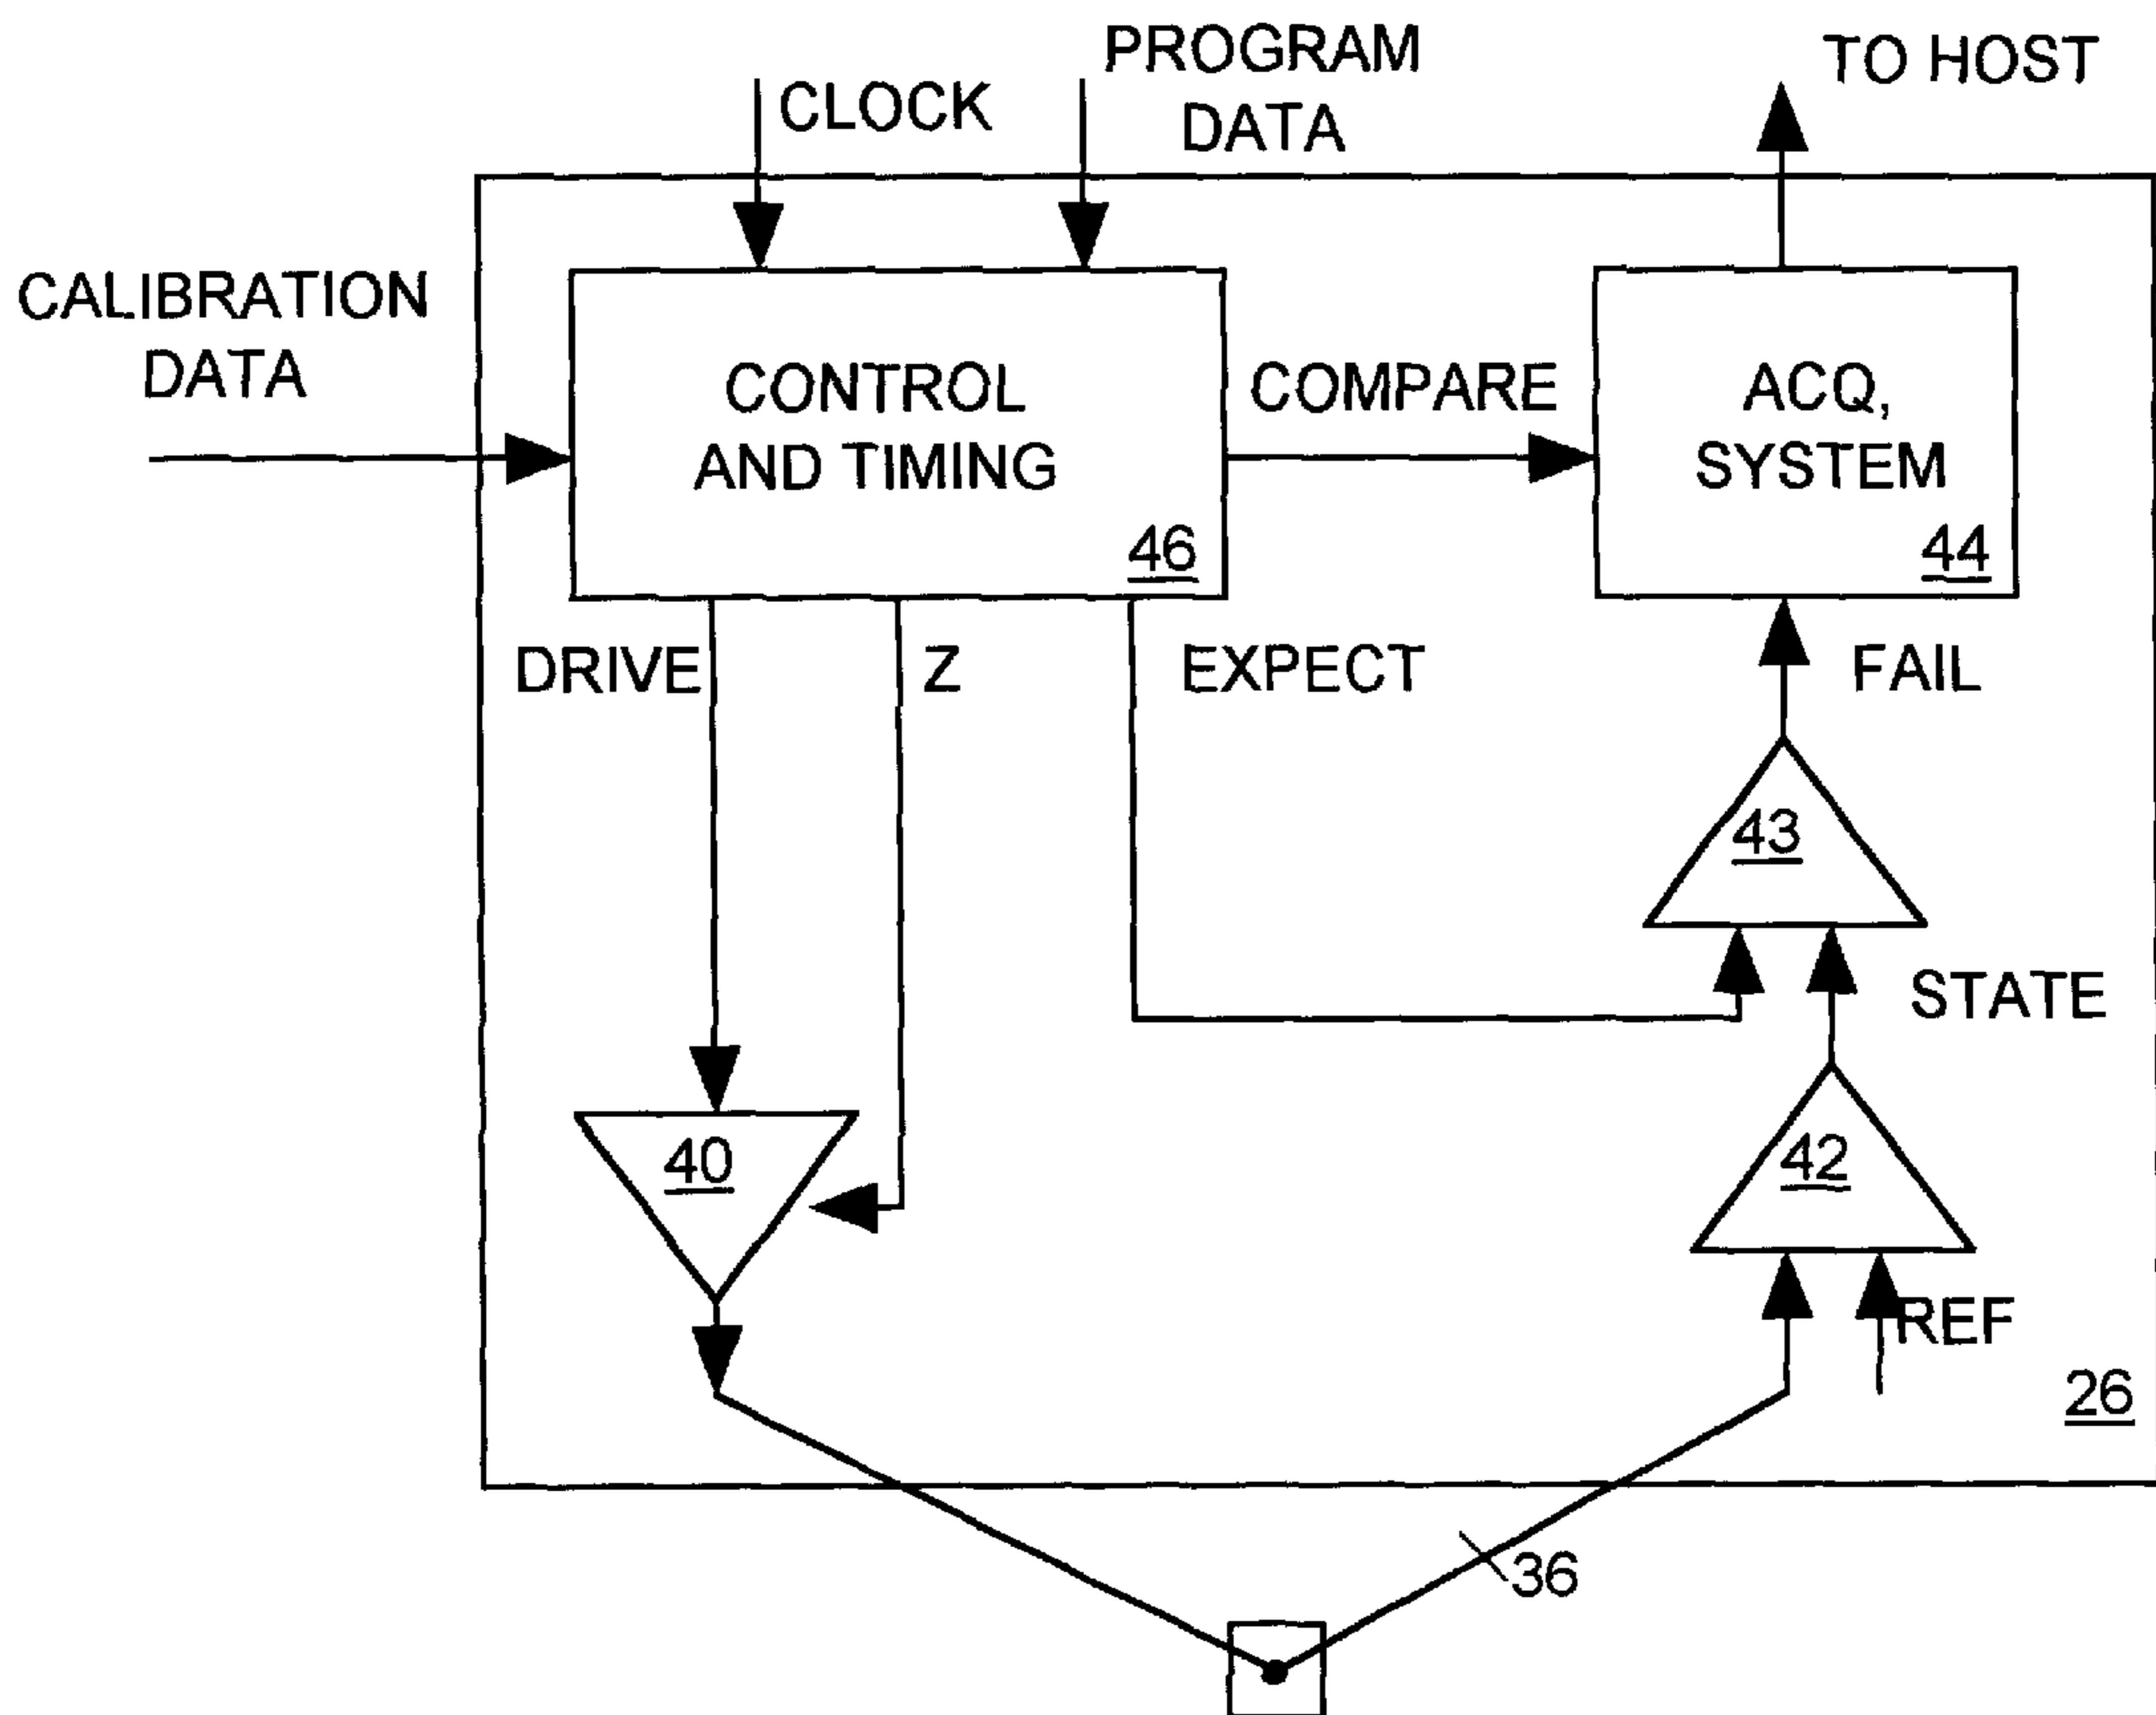 PROGRAM
DATA
CLOCK
TO HOST
CALIBRATION
DATA
CONTROL
AND TIMING
46
COMPARE
ACQ,
SYSTEM
44
DRIVE
Z
EXPECT
FAIL
43
STATE
40
42
REF
26
36